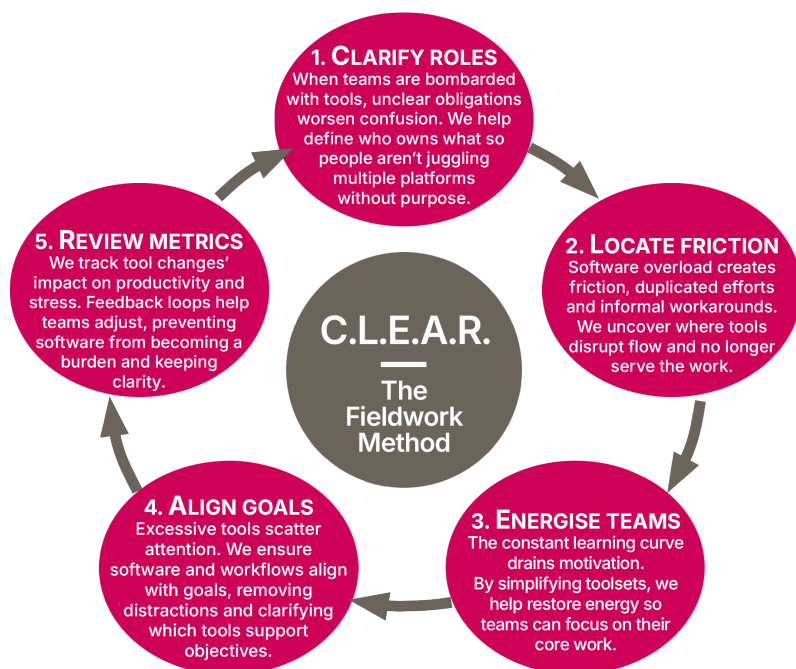 1. CLARIFY ROLES
When teams are bombarded
with tools, unclear obligations
worsen confusion. We help
define who owns what so
people aren’t juggling
multiple platforms
without purpose.
2. LOCATE FRICTION
Software overload creates
friction, duplicated efforts
and informal workarounds.
We uncover where tools
disrupt flow and no longer
serve the work.
3. ENERGISE TEAMS
The constant learning curve
drains motivation.
By simplifying toolsets, we
help restore energy so
teams can focus on their
core work.
4. ALIGN GOALS
Excessive tools scatter
attention. We ensure
software and workflows align
with goals, removing
distractions and clarifying
which tools support
objectives.
5. REVIEW METRICS
We track tool changes’
impact on productivity and
stress. Feedback loops help
teams adjust, preventing
software from becoming a
burden and keeping
clarity.
C.L.E.A.R.
The
Fieldwork
Method